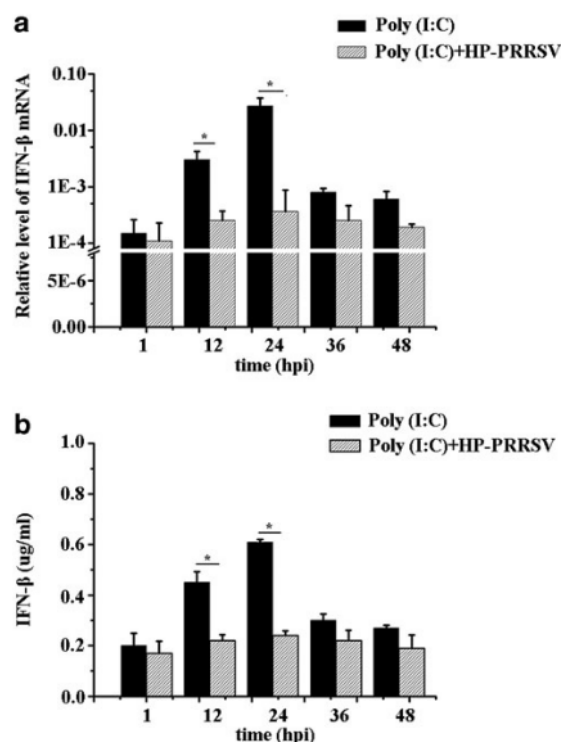 a
Poly (I:C)
Poly (I:C)+HP-PRRSV
Relative level of IFN-β mRNA
0.10
0.01
1E-3
1E-4
5E-6
0.00
*
*
1 12 24 36 48
time (hpi)
b
Poly (I:C)
Poly (I:C)+HP-PRRSV
IFN-β (ug/ml)
1.0
0.8
0.6
0.4
0.2
0.0
*
*
1 12 24 36 48
time (hpi)